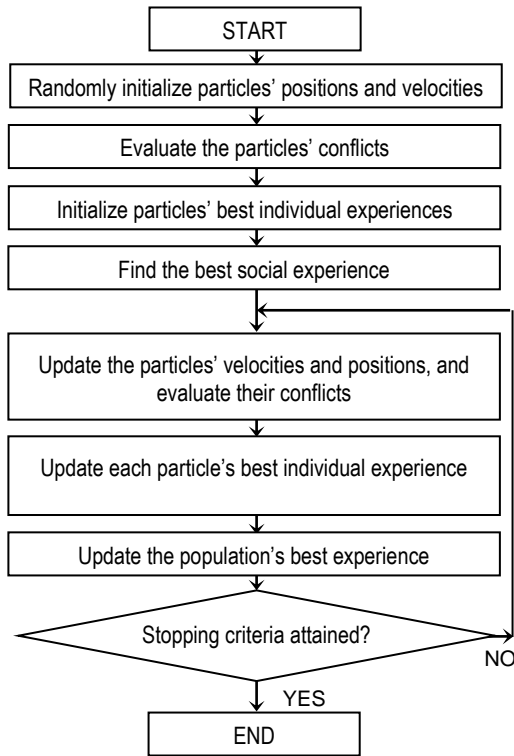 START
Randomly initialize particles’ positions and velocities
Evaluate the particles’ conflicts
Initialize particles’ best individual experiences
Find the best social experience
Update the particles’ velocities and positions, and
evaluate their conflicts
Update each particle’s best individual experience
Update the population’s best experience
Stopping criteria attained?
NO
YES
END